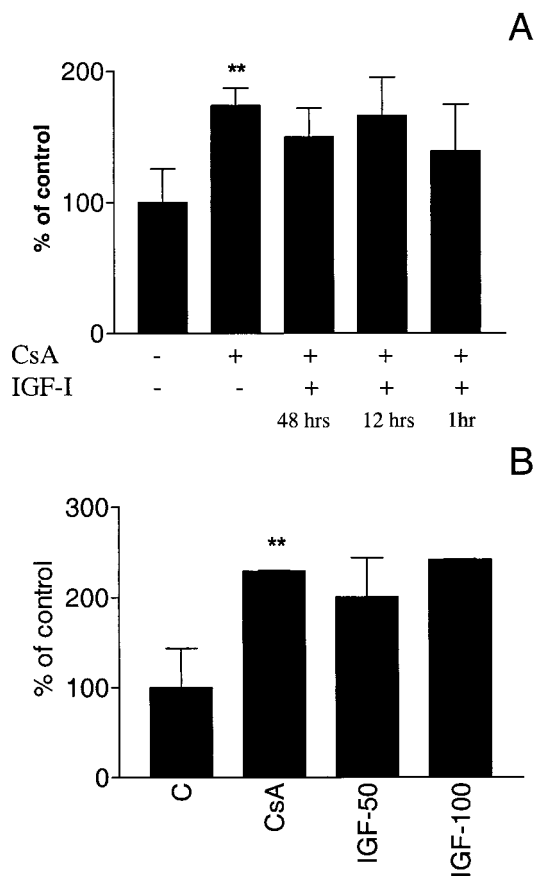 A
200
**
% of control
100
0
CsA - + + + +
IGF-I - - + + +
48 hrs 12 hrs 1hr
B
300
**
200
% of control
100
0
C CsA IGF-50 IGF-100